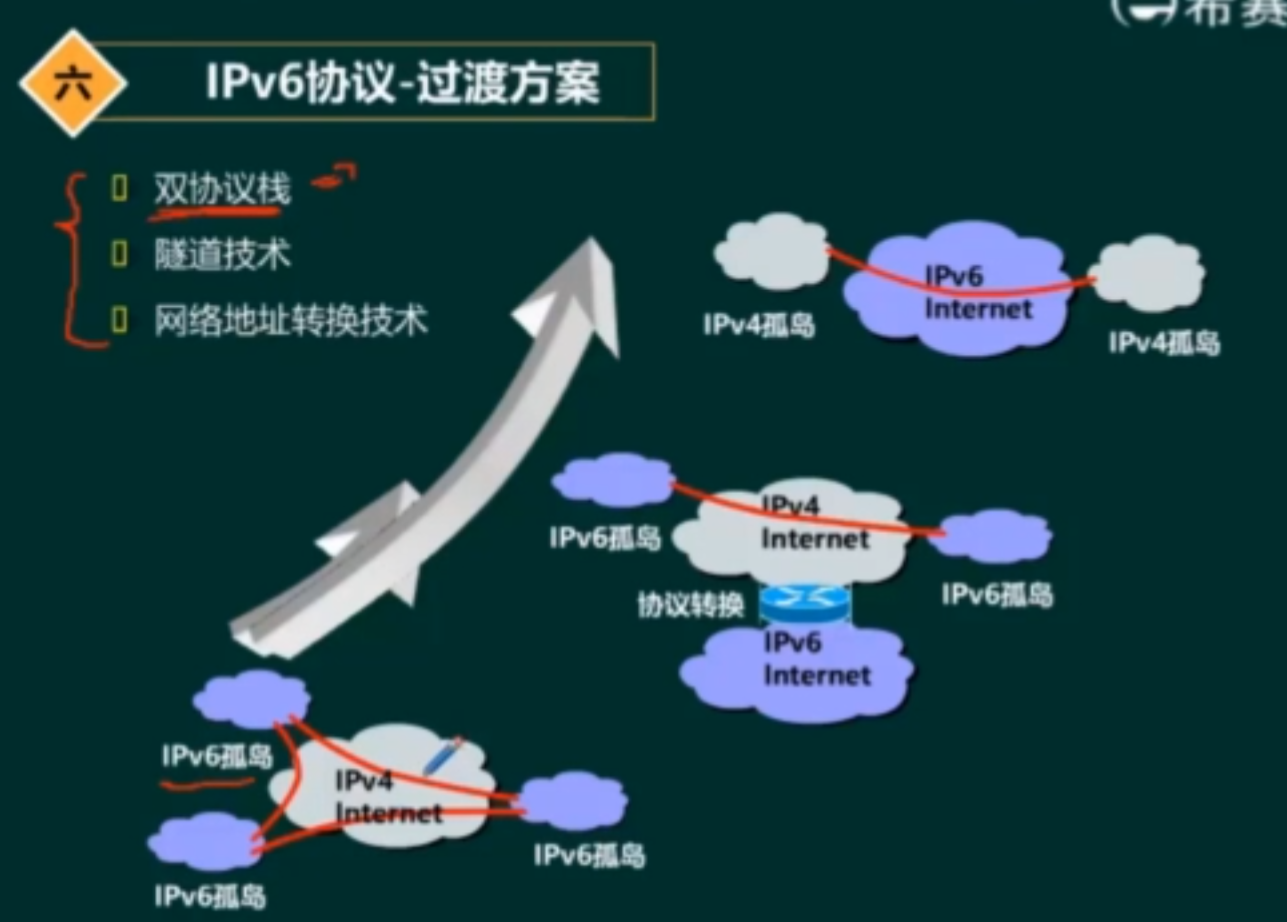 希赛
六
IPv6协议-过渡方案
双协议栈
隧道技术
网络地址转换技术
IPv6
Internet
IPv4孤岛
IPv4孤岛
IPv4
Internet
IPv6孤岛
IPv6孤岛
协议转换
IPv6
Internet
IPv6孤岛
IPv4
Internet
IPv6孤岛
IPv6孤岛